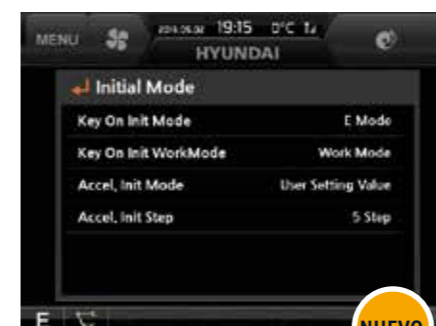 MENU 19:15 0°C
HYUNDAI
Initial Mode
Key On Init Mode E Mode
Key On Init WorkMode Work Mode
Accel, Init Mode User Setting Value
Accel, Init Step 5 Step
E
NUEVO